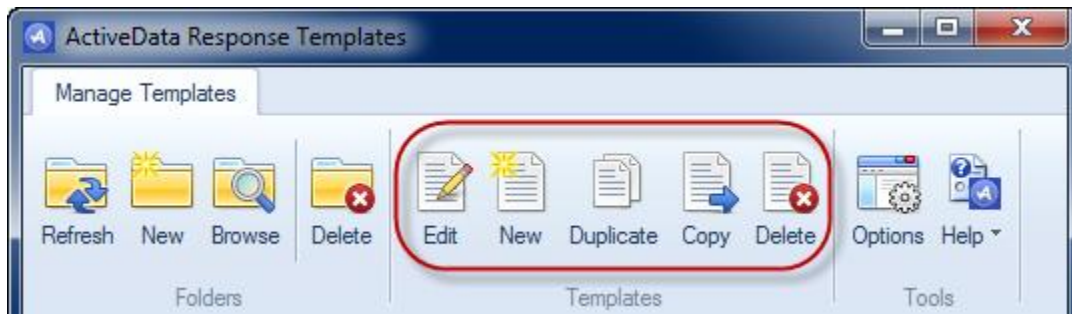 ActiveData Response Templates
Manage Templates
Refresh New Browse Delete Edit New Duplicate Copy Delete Options Help
Folders Templates Tools